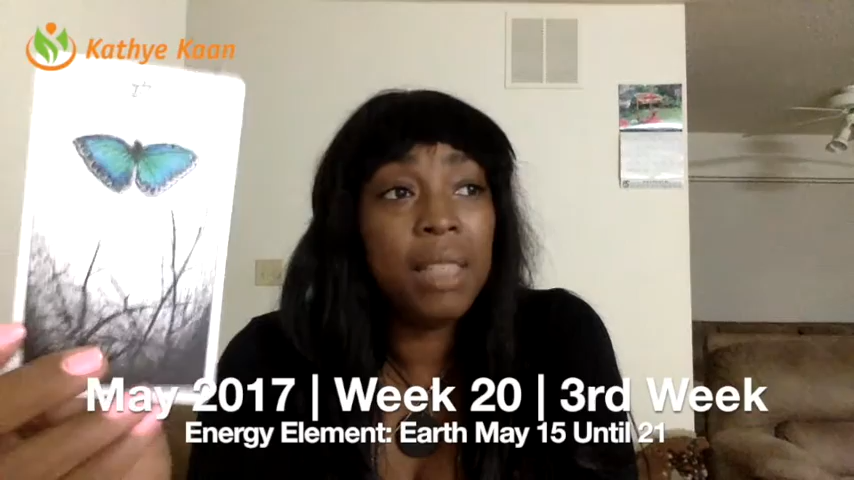 Kathye Kaan
May 2017 | Week 20 | 3rd Week
Energy Element: Earth May 15 Until 21